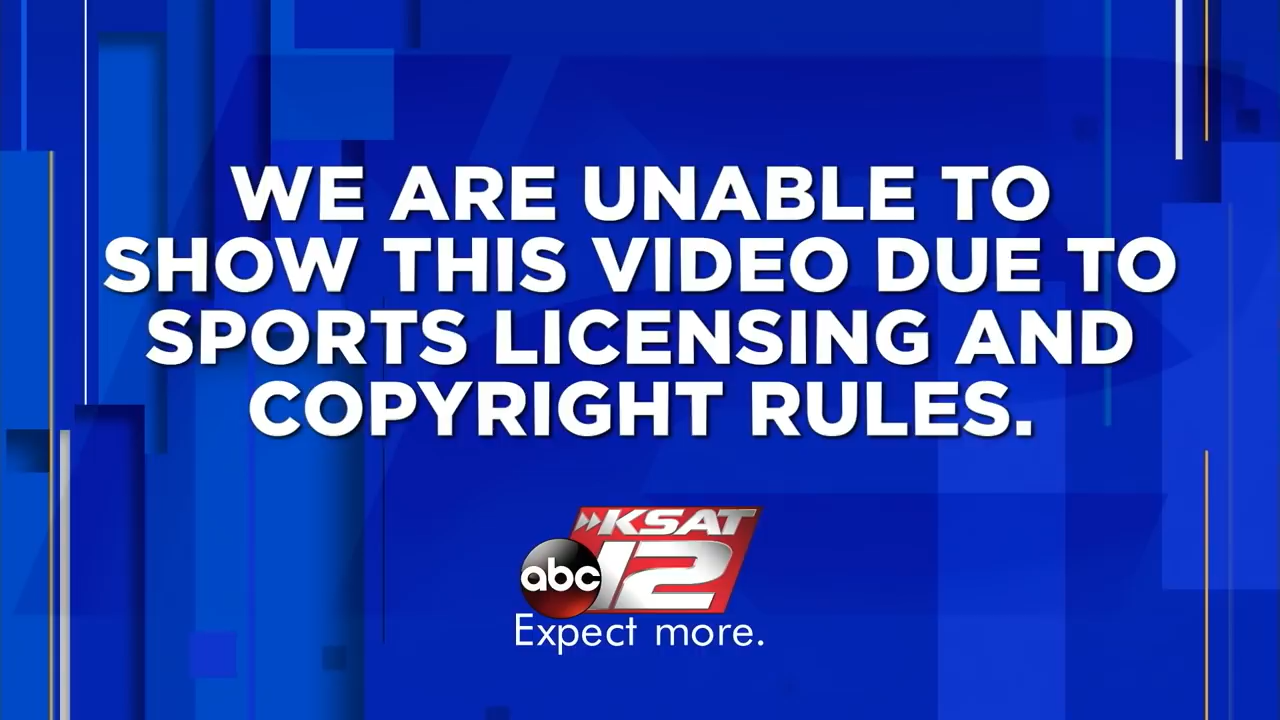 WE ARE UNABLE TO
SHOW THIS VIDEO DUE TO
SPORTS LICENSING AND
COPYRIGHT RULES.
KSAT
abc 12
Expect more.